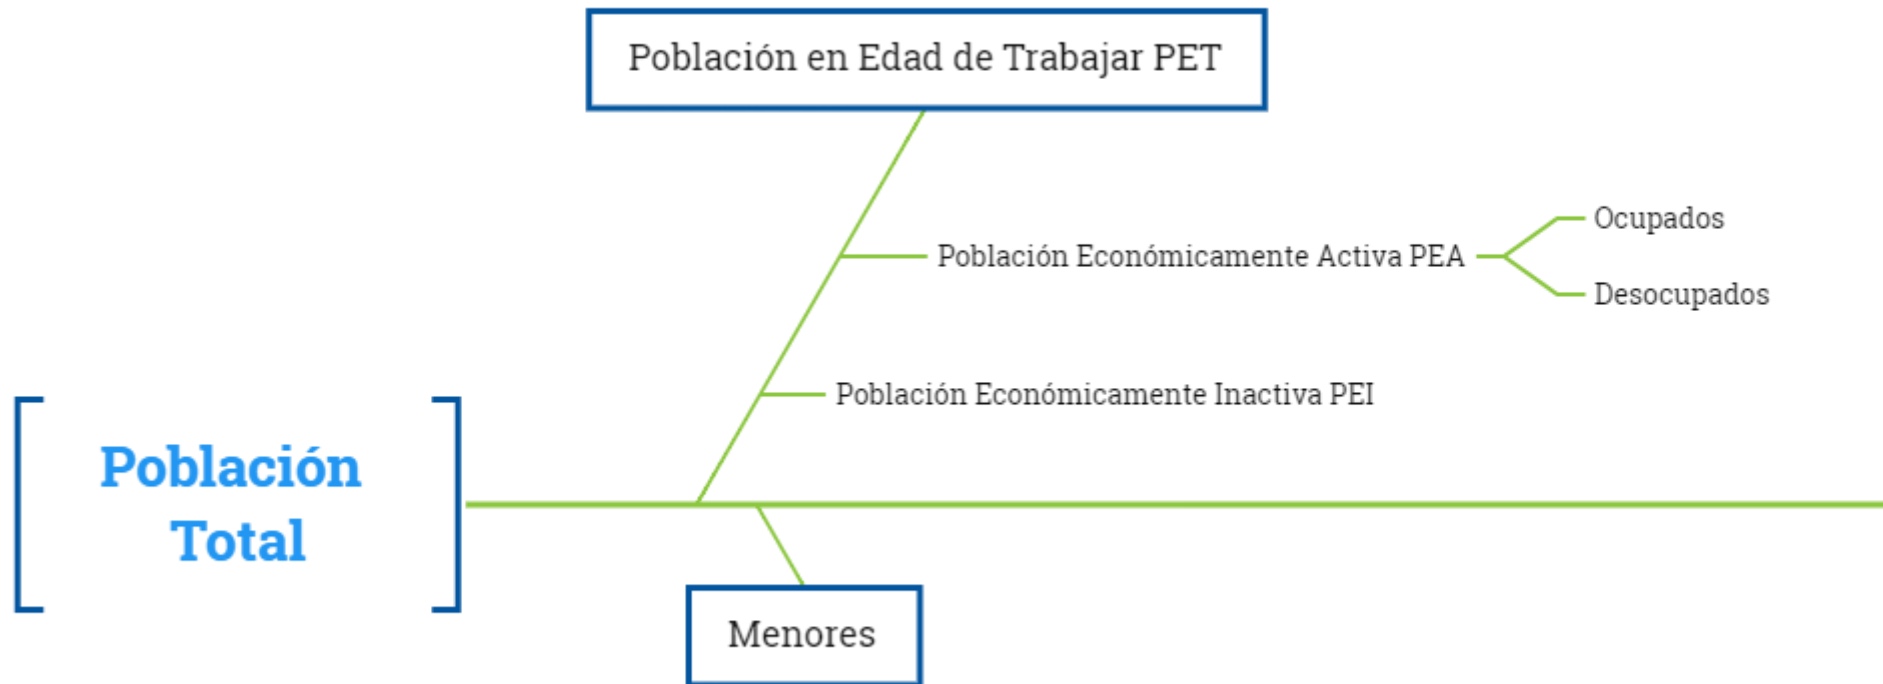 Población en Edad de Trabajar PET
Ocupados
Población Económicamente Activa PEA
Desocupados
Población Económicamente Inactiva PEI
Población
Total
Menores